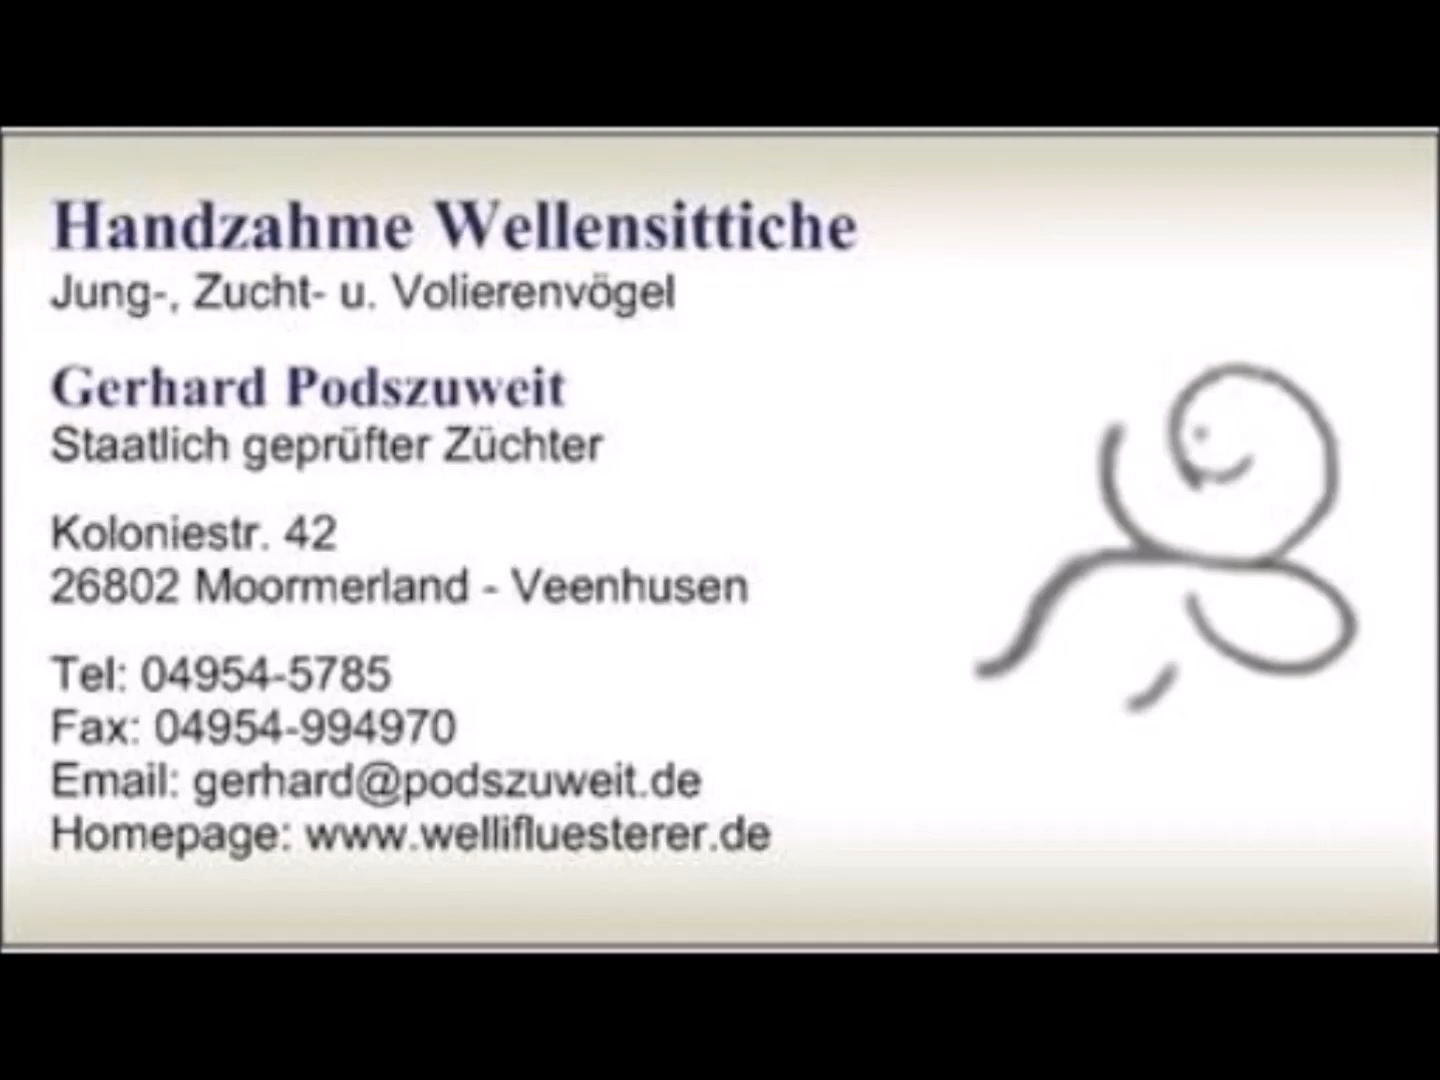 Handzahme Wellensittiche
Jung-, Zucht- u. Volierenvögel
Gerhard Podszuweit
Staatlich geprüfter Züchter
Koloniestr. 42
26802 Moormerland - Veenhusen
Tel: 04954-5785
Fax: 04954-994970
Email: gerhard@podszuweit.de
Homepage: www.wellifluesterer.de